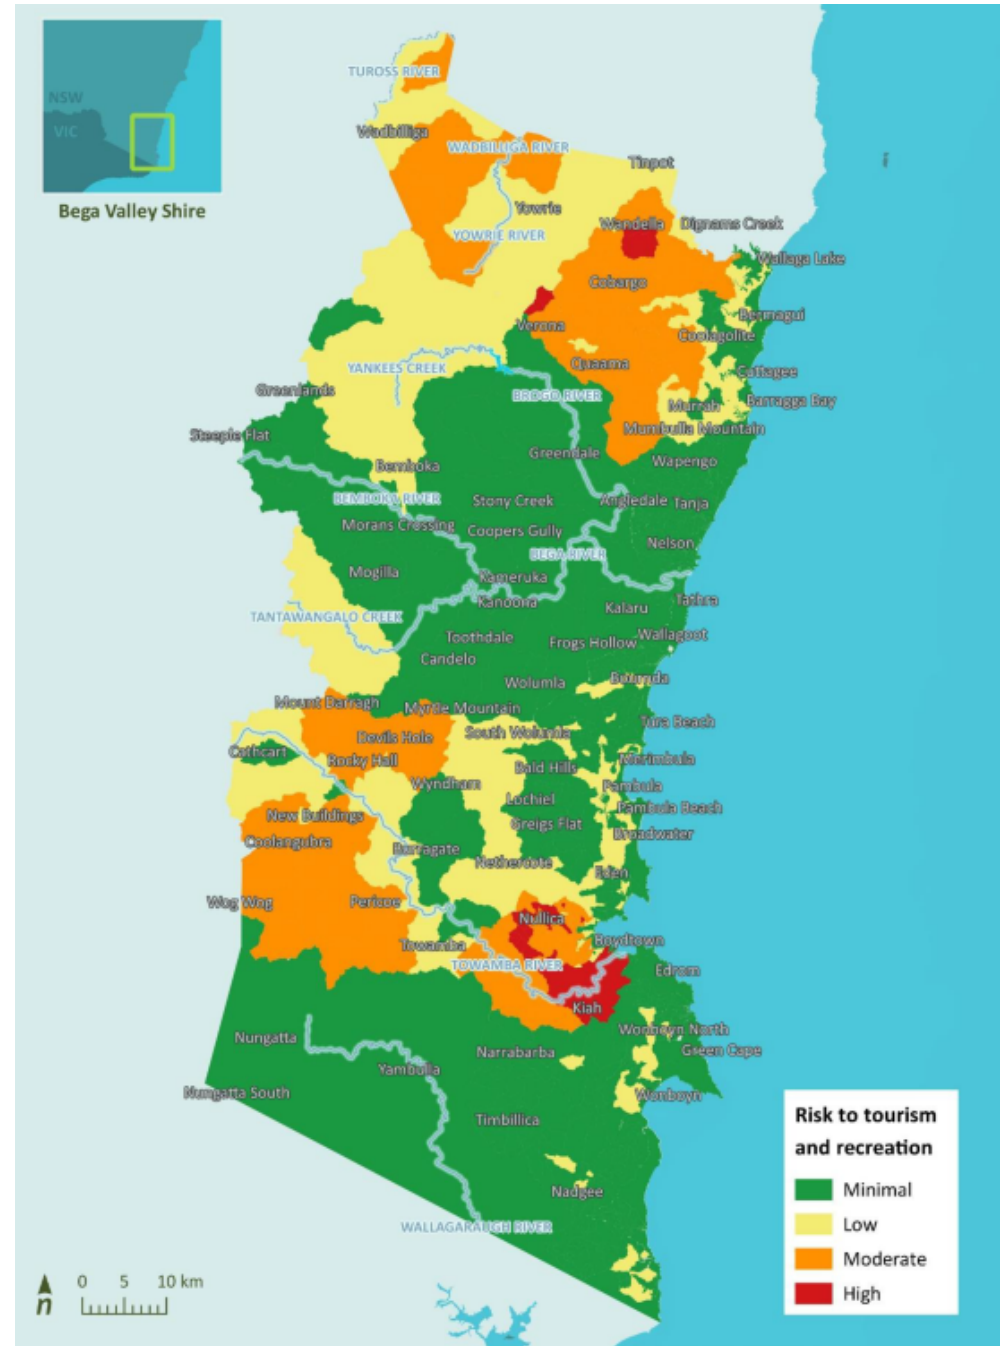 NSW
VIC
Bega Valley Shire
TUROSS RIVER
Wadbilliga
WADBILLIGA RIVER
Tinpot
Yowrie
Wandella
Dignams Creek
YOWRIE RIVER
Wallaga Lake
Cobargo
Bermagui
Verona
Coolagolite
Quaama
YANKEES CREEK
Cuttagee
Greenlands
BROGO RIVER
Barragga Bay
Murrah
Mumbulla Mountain
Steeple Flat
Greendale
Wapengo
Bemboka
BEMBOKA RIVER
Stony Creek
Angledale
Tanja
Morans Crossing
Coopers Gully
Nelson
BEGA RIVER
Mogilla
Kameruka
Kanoona
Tathra
Kalaru
TANTAWANGALO CREEK
Toothdale
Frogs Hollow
Wallagoot
Candelo
Wolumla
Bournda
Mount Darragh
Myrtle Mountain
Tura Beach
Devils Hole
South Wolumla
Cathcart
Rocky Hall
Bald Hills
Merimbula
Wyndham
Pambula
Lochiel
Pambula Beach
New Buildings
Greigs Flat
Broadwater
Coolangubra
Burragate
Nethercote
Eden
Wog Wog
Pericoe
Nullica
Towamba
Boydtown
TOWAMBA RIVER
Edrom
Kiah
Nungatta
Wonboyn North
Narrabarba
Green Cape
Yambulla
Nungatta South
Wonboyn
Timbillica
Nadgee
WALLAGARAUGH RIVER
Risk to tourism
and recreation
Minimal
Low
Moderate
High
n
0 5 10 km